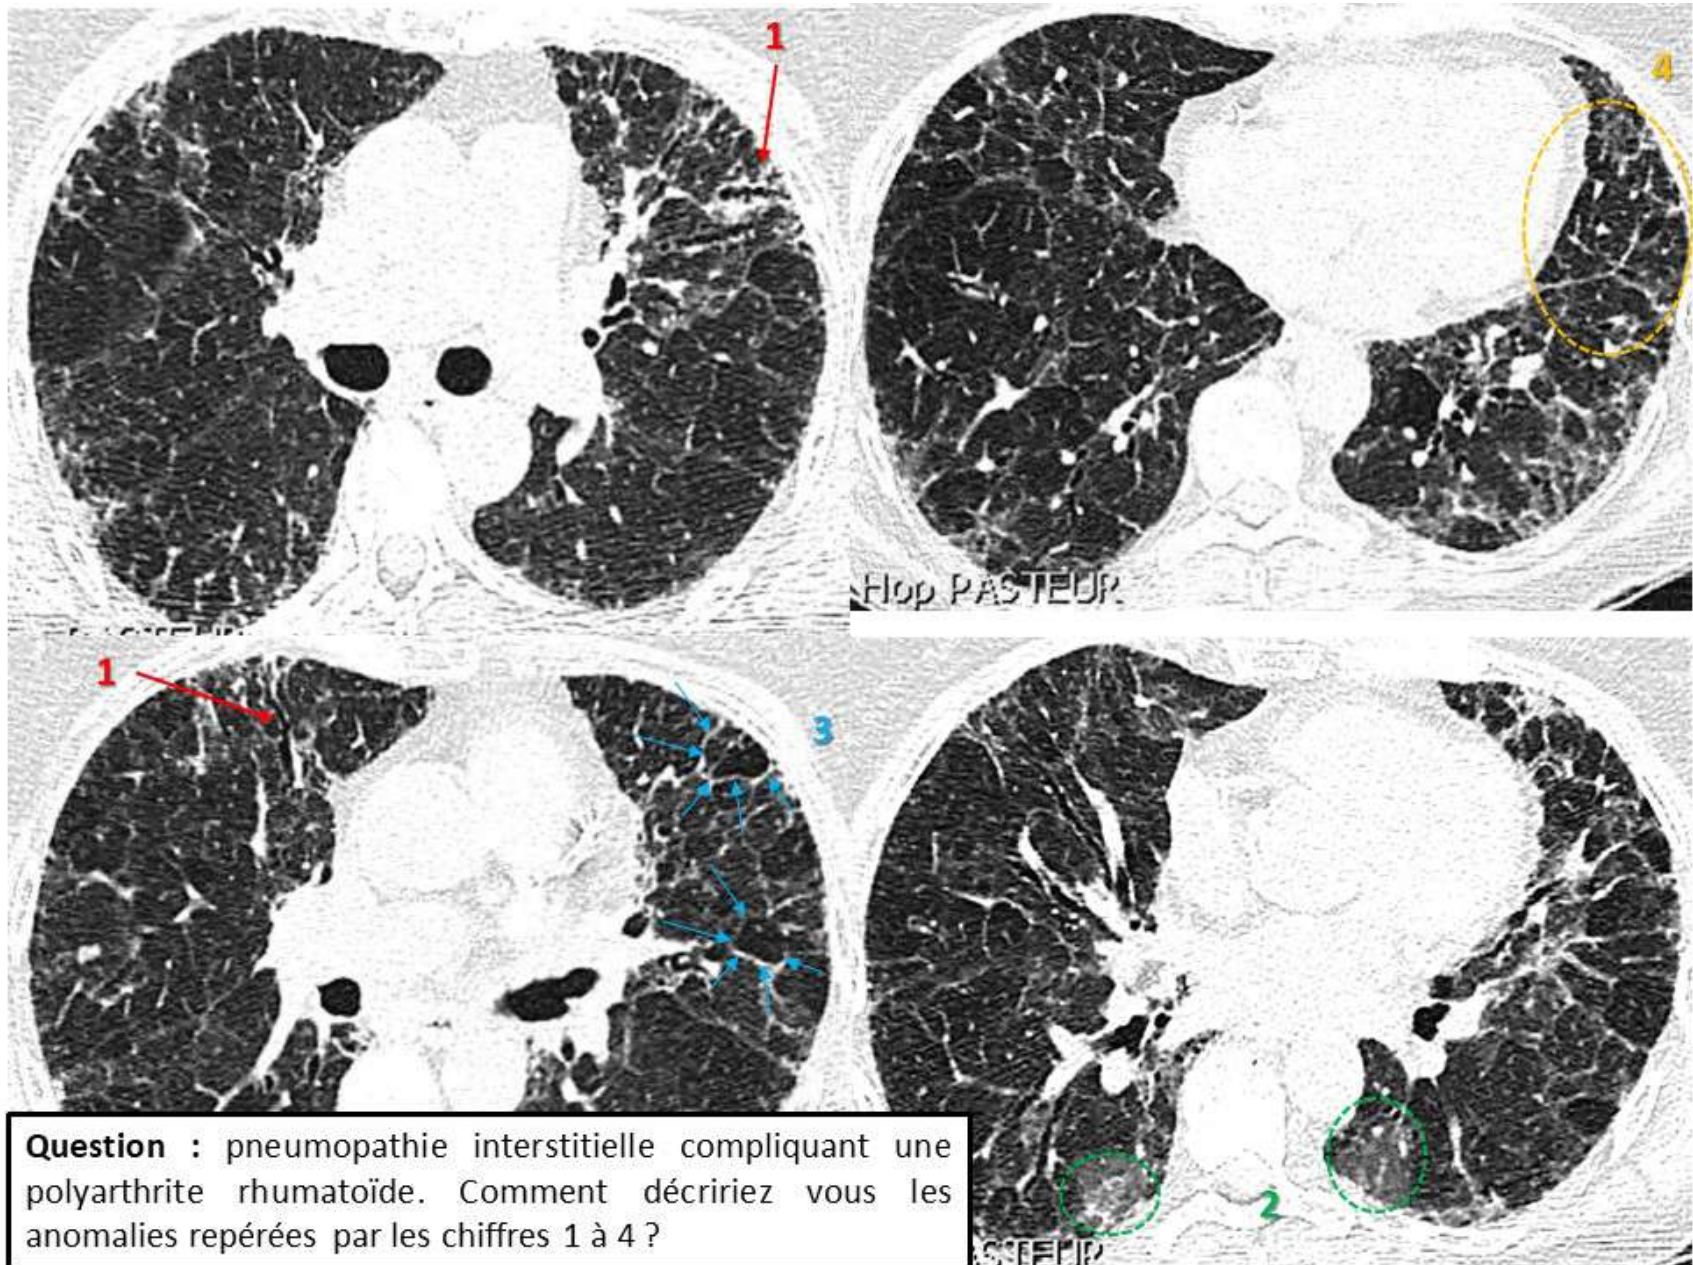 1
4
Hop PASTEUR
1
3
2
Question : pneumopathie interstitielle compliquant une
polyarthrite rhumatoïde. Comment décririez vous les
anomalies repérées par les chiffres 1 à 4 ?